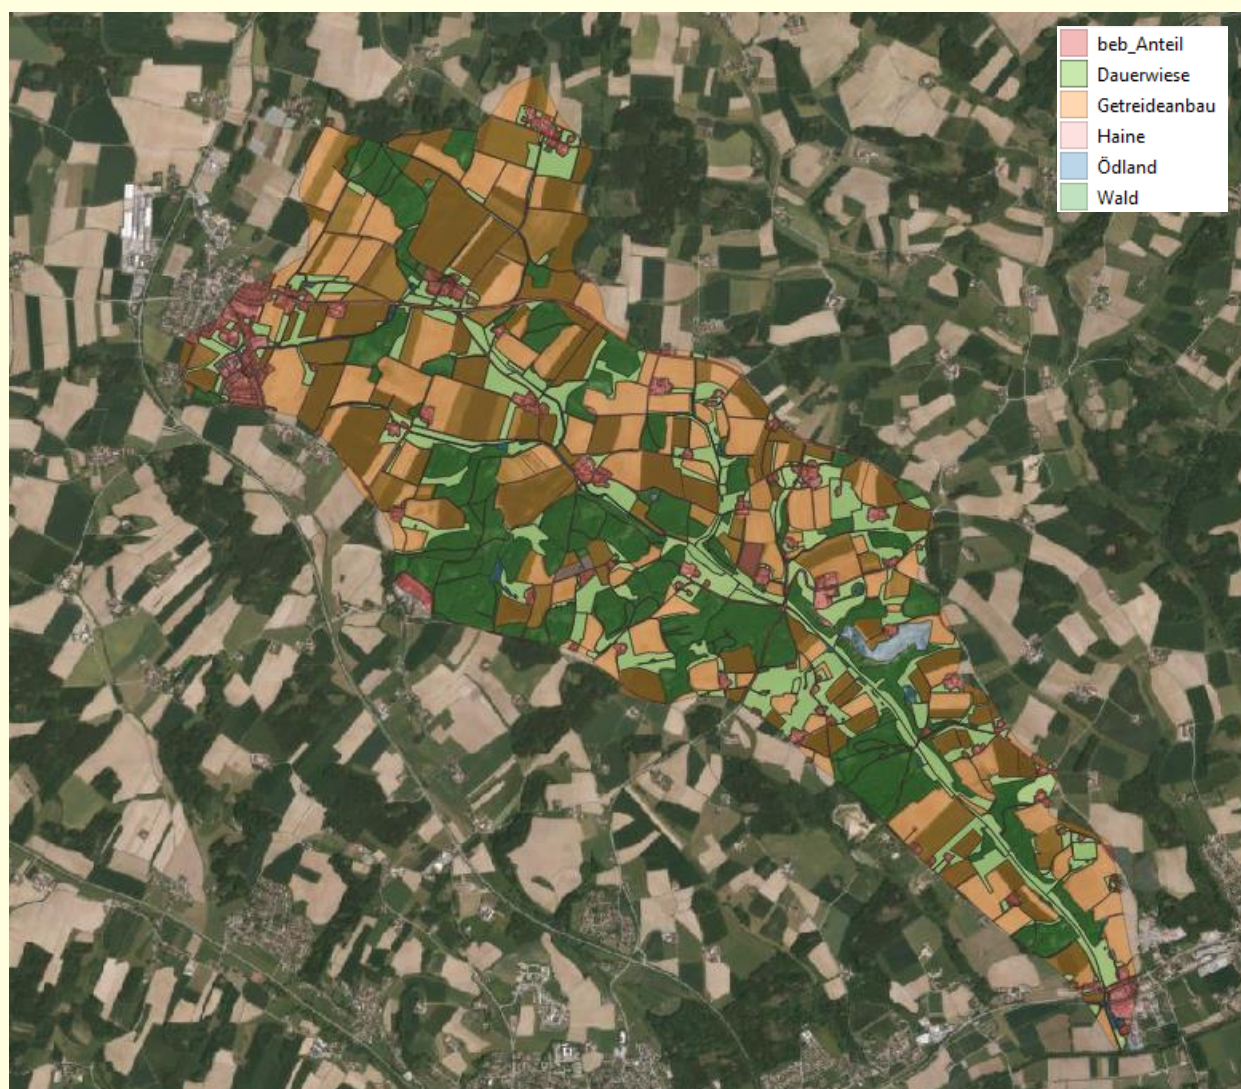 beb_Anteil
Dauerwiese
Getreideanbau
Haine
Ödland
Wald